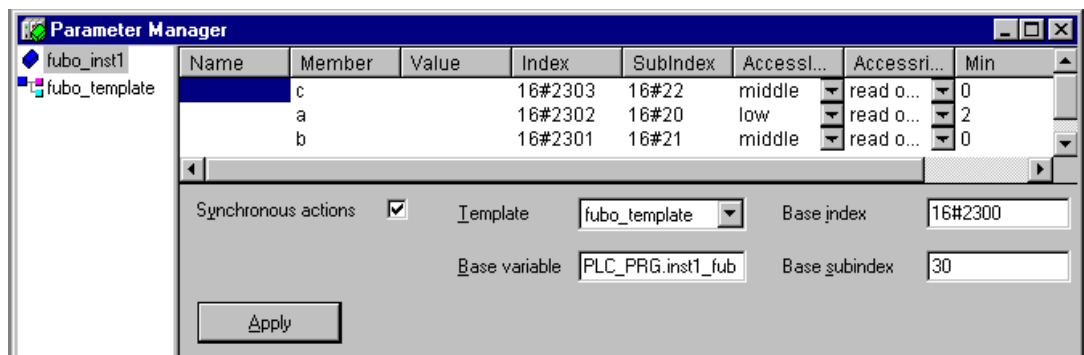 Parameter Manager
fubo_inst1
fubo_template
Name Member Value Index SubIndex Accessl... Accessri... Min
c 16#2303 16#22 middle read o... 0
a 16#2302 16#20 low read o... 2
b 16#2301 16#21 middle read o... 0
Synchronous actions Template fubo_template Base index 16#2300
Base variable PLC_PRG.inst1_fub Base subindex 30
Apply